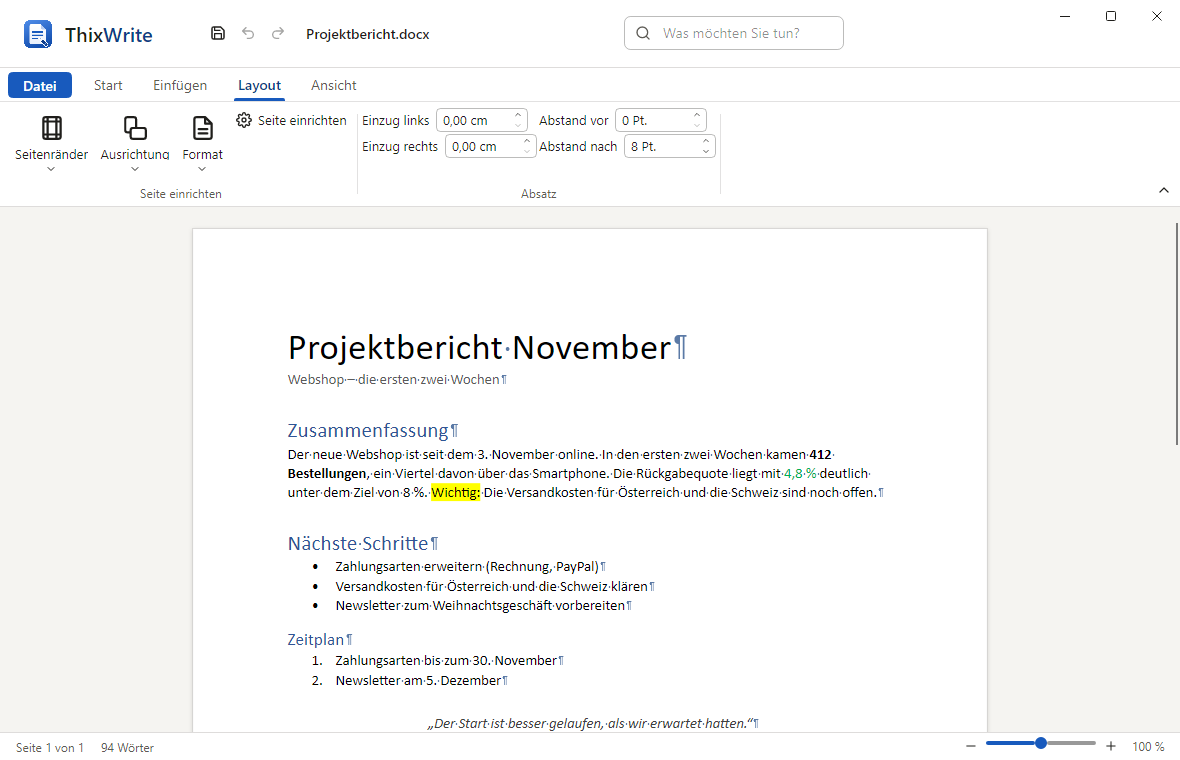 ThixWrite
Projektbericht.docx
Was möchten Sie tun?
Datei
Start
Einfügen
Layout
Ansicht
Seitenränder
Ausrichtung
Format
Seite einrichten
Einzug links 0,00 cm
Abstand vor 0 Pt.
Einzug rechts 0,00 cm
Abstand nach 8 Pt.
Seite einrichten
Absatz
Projektbericht·November¶
Webshop·–·die·ersten·zwei·Wochen¶
Zusammenfassung¶
Der·neue·Webshop·ist·seit·dem·3.·November·online.·In·den·ersten·zwei·Wochen·kamen·412·
Bestellungen,·ein·Viertel·davon·über·das·Smartphone.·Die·Rückgabequote·liegt·mit·4,8·%·deutlich·
unter·dem·Ziel·von·8·%.·Wichtig:·Die·Versandkosten·für·Österreich·und·die·Schweiz·sind·noch·offen.¶
Nächste·Schritte¶
• Zahlungsarten·erweitern·(Rechnung,·PayPal)¶
• Versandkosten·für·Österreich·und·die·Schweiz·klären¶
• Newsletter·zum·Weihnachtsgeschäft·vorbereiten¶
Zeitplan¶
1. Zahlungsarten·bis·zum·30.·November¶
2. Newsletter·am·5.·Dezember¶
„Der·Start·ist·besser·gelaufen,·als·wir·erwartet·hatten.“¶
Seite 1 von 1
94 Wörter
100 %